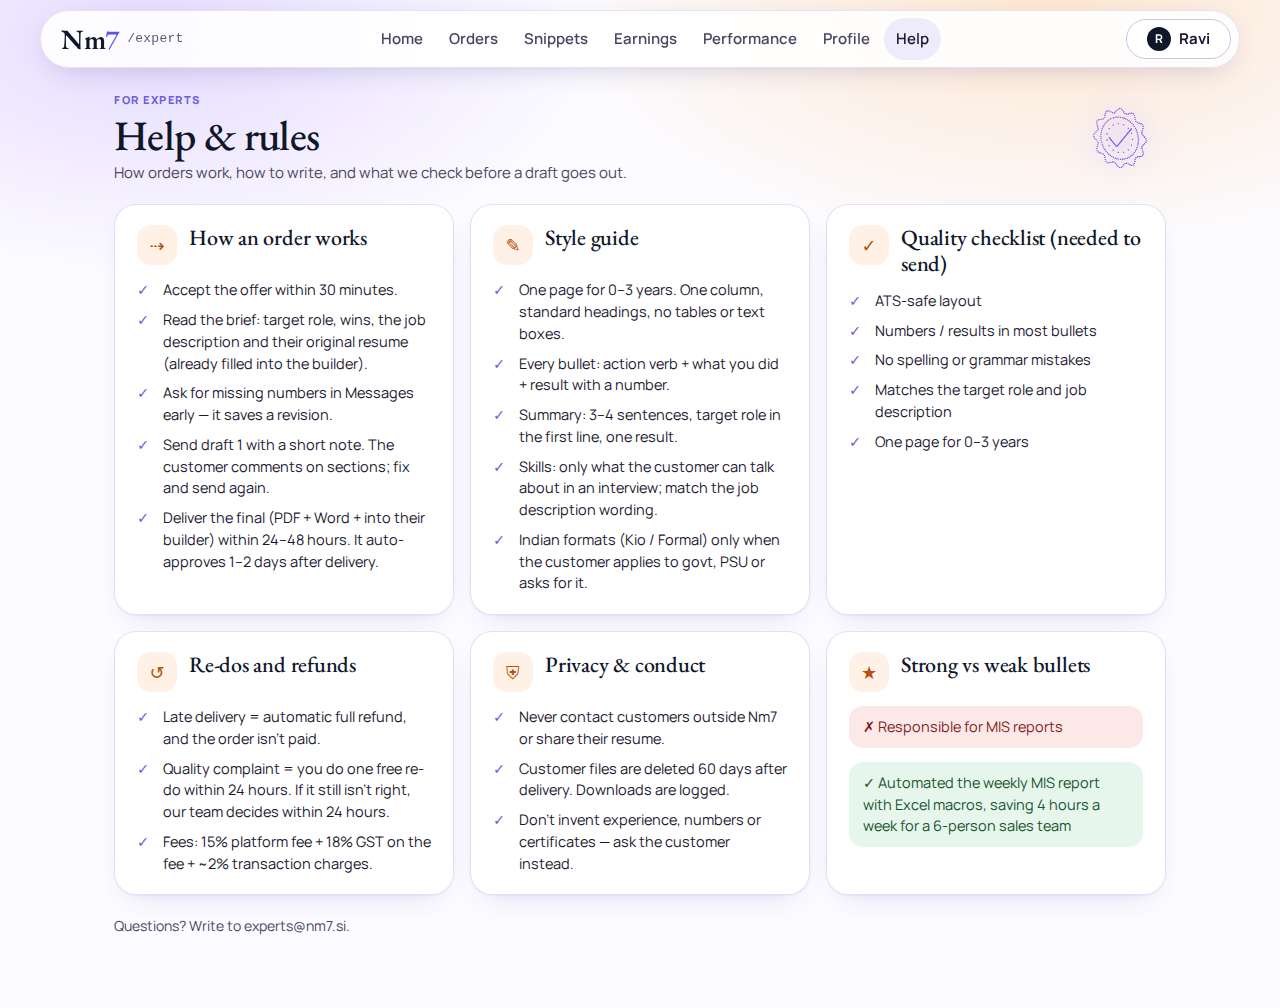 Nm7 /expert
Home Orders Snippets Earnings Performance Profile Help
R Ravi
FOR EXPERTS
Help & rules
How orders work, how to write, and what we check before a draft goes out.
⇢ How an order works
✓ Accept the offer within 30 minutes.
✓ Read the brief: target role, wins, the job
description and their original resume
(already filled into the builder).
✓ Ask for missing numbers in Messages
early — it saves a revision.
✓ Send draft 1 with a short note. The
customer comments on sections; fix
and send again.
✓ Deliver the final (PDF + Word + into their
builder) within 24–48 hours. It auto-
approves 1–2 days after delivery.
✎ Style guide
✓ One page for 0–3 years. One column,
standard headings, no tables or text
boxes.
✓ Every bullet: action verb + what you did
+ result with a number.
✓ Summary: 3–4 sentences, target role in
the first line, one result.
✓ Skills: only what the customer can talk
about in an interview; match the job
description wording.
✓ Indian formats (Kio / Formal) only when
the customer applies to govt, PSU or
asks for it.
✓ Quality checklist (needed to
send)
✓ ATS-safe layout
✓ Numbers / results in most bullets
✓ No spelling or grammar mistakes
✓ Matches the target role and job
description
✓ One page for 0–3 years
↺ Re-dos and refunds
✓ Late delivery = automatic full refund,
and the order isn't paid.
✓ Quality complaint = you do one free re-
do within 24 hours. If it still isn't right,
our team decides within 24 hours.
✓ Fees: 15% platform fee + 18% GST on the
fee + ~2% transaction charges.
⛨ Privacy & conduct
✓ Never contact customers outside Nm7
or share their resume.
✓ Customer files are deleted 60 days after
delivery. Downloads are logged.
✓ Don't invent experience, numbers or
certificates — ask the customer
instead.
★ Strong vs weak bullets
✗ Responsible for MIS reports
✓ Automated the weekly MIS report
with Excel macros, saving 4 hours a
week for a 6-person sales team
Questions? Write to experts@nm7.si.